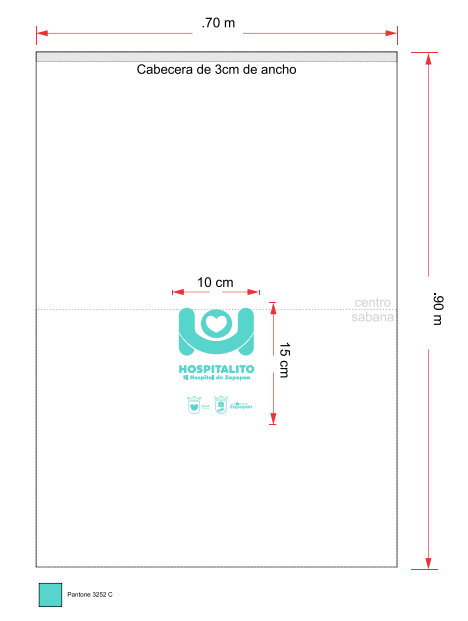 .70 m
Cabecera de 3cm de ancho
10 cm
centro
sabana
.90 m
15 cm
HOSPITALITO
Hospital de Zapopan
Zapopan
Pantone 3252 C